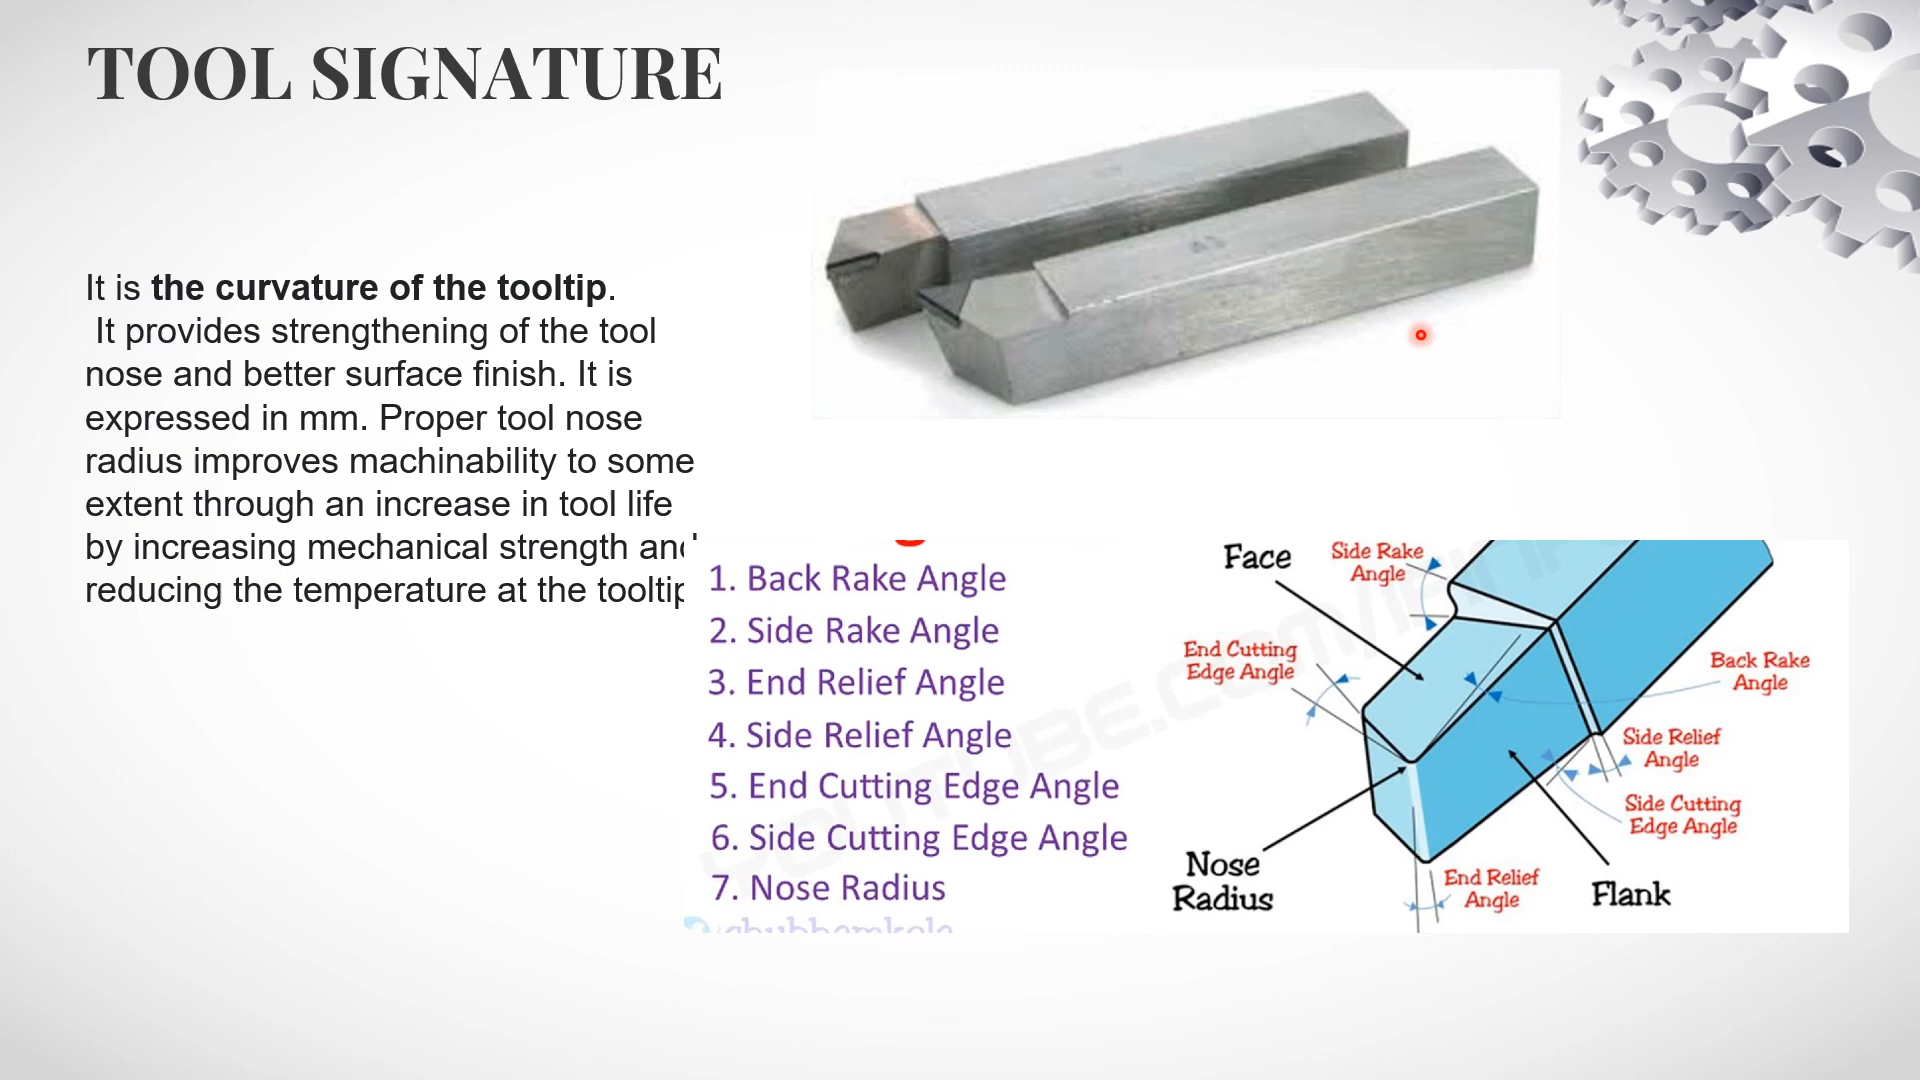 TOOL SIGNATURE
It is the curvature of the tooltip.
It provides strengthening of the tool
nose and better surface finish. It is
expressed in mm. Proper tool nose
radius improves machinability to some
extent through an increase in tool life
by increasing mechanical strength and
reducing the temperature at the tooltip
1. Back Rake Angle
2. Side Rake Angle
3. End Relief Angle
4. Side Relief Angle
5. End Cutting Edge Angle
6. Side Cutting Edge Angle
7. Nose Radius
Face
Side Rake
Angle
End Cutting
Edge Angle
Back Rake
Angle
Side Relief
Angle
Side Cutting
Edge Angle
Nose
Radius
End Relief
Angle
Flank